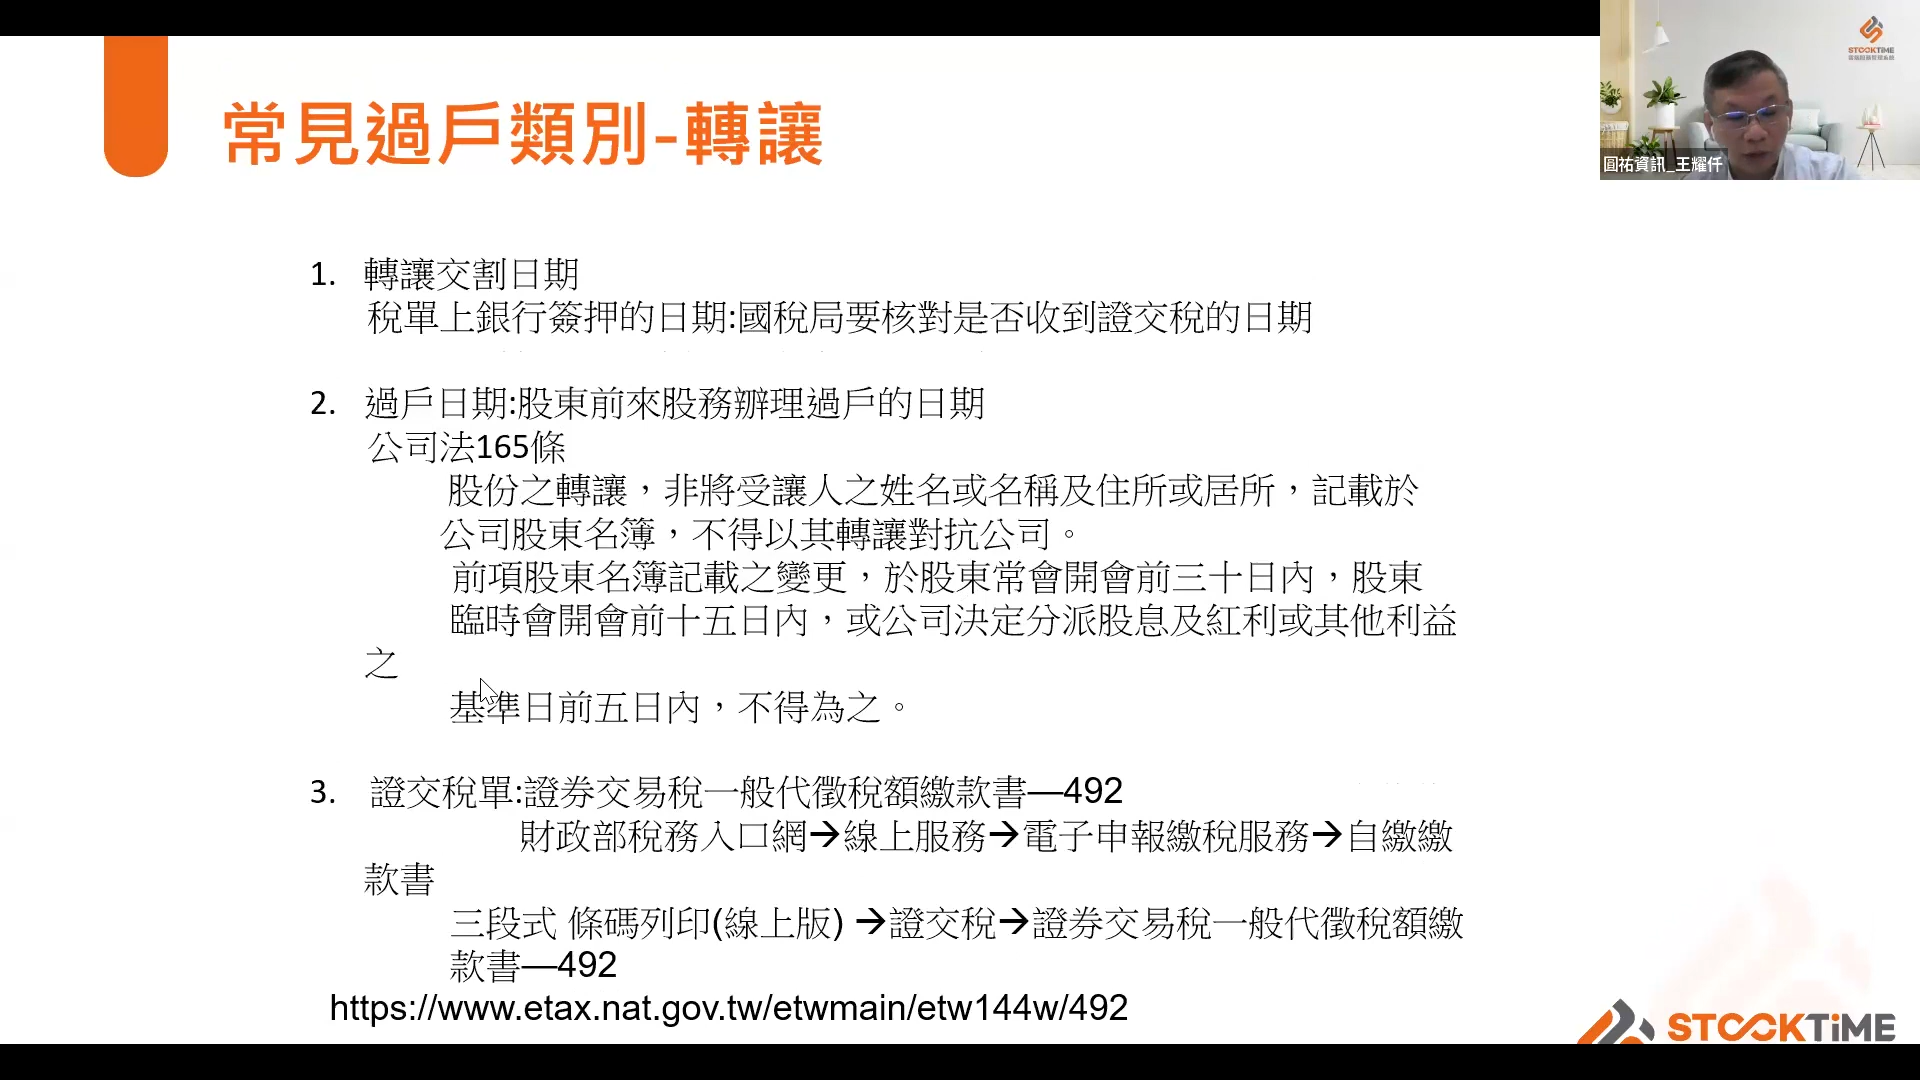 常見過戶類別-轉讓
STOCKTiME
圓祐資訊_王耀仟
1. 轉讓交割日期
稅單上銀行簽押的日期:國稅局要核對是否收到證交稅的日期
2. 過戶日期:股東前來股務辦理過戶的日期
公司法165條
股份之轉讓，非將受讓人之姓名或名稱及住所或居所，記載於
公司股東名簿，不得以其轉讓對抗公司。
前項股東名簿記載之變更，於股東常會開會前三十日內，股東
臨時會開會前十五日內，或公司決定分派股息及紅利或其他利益
之
基準日前五日內，不得為之。
3. 證交稅單:證券交易稅一般代徵稅額繳款書—492
財政部稅務入口網→線上服務→電子申報繳稅服務→自繳繳
款書
三段式 條碼列印(線上版) →證交稅→證券交易稅一般代徵稅額繳
款書—492
https://www.etax.nat.gov.tw/etwmain/etw144w/492
STOCKTiME